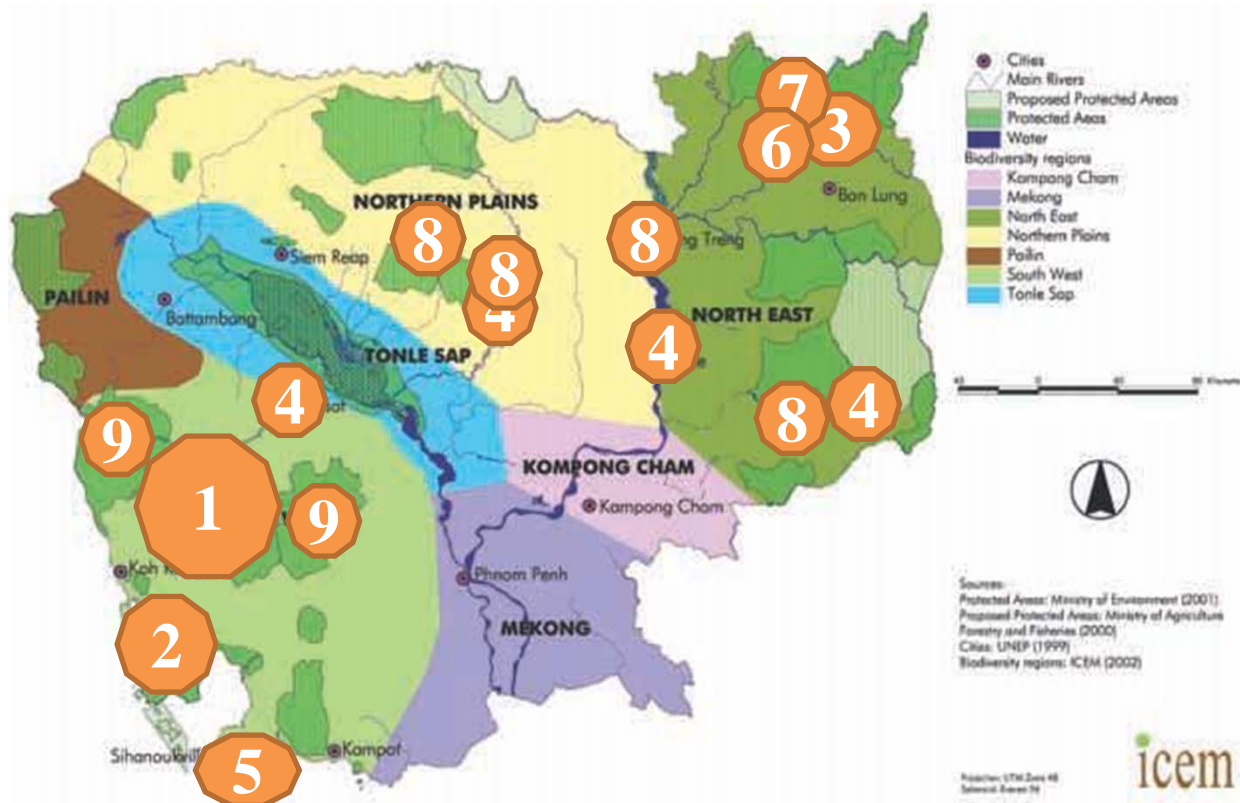 Cities
Main Rivers
Proposed Protected Areas
Protected Aeas
Water
Biodiversity regions
Kampong Cham
Mekong
North East
Northern Plains
Pailin
South West
Tonle Sap
7
3
6
Ban Lung
NORTHERN PLAINS
8
8
ng Treng
Siem Reap
8
4
PAILIN
Battambang
NORTH EAST
4
TONLE SAP
4
sat
8
4
9
KOMPONG CHAM
1
9
Kampong Cham
Koh K
Phnom Penh
MEKONG
2
Kampot
Sihanoukvill
5
Sources:
Protected Areas: Ministry of Environment (2001)
Proposed Protected Areas: Ministry of Agriculture
Forestry and Fisheries (2000)
Cities: UNEP (1999)
Biodiversity regions: ICEM (2002)
icem